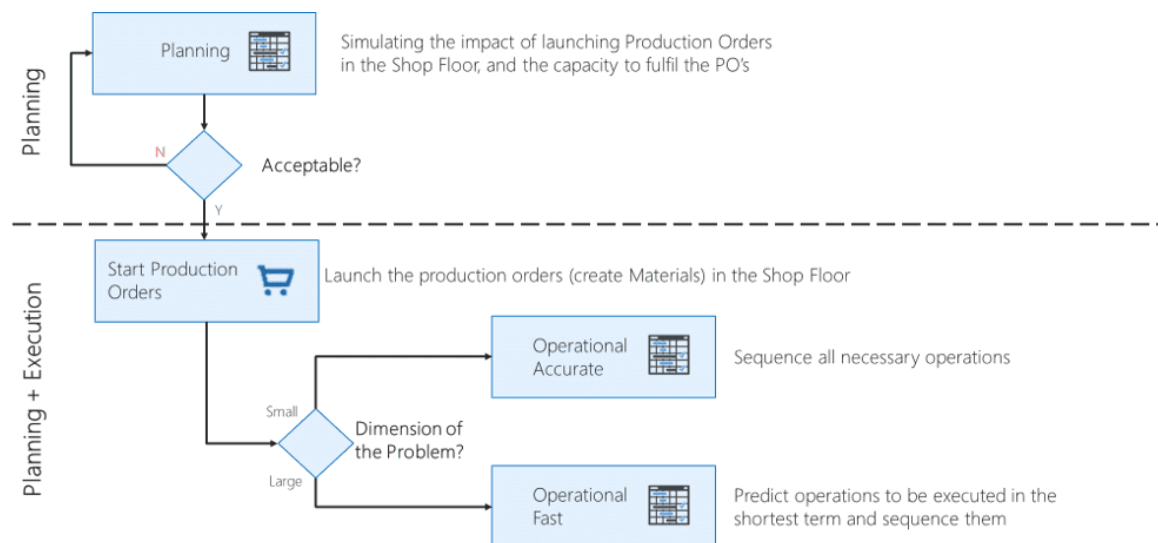 Planning
Planning
Simulating the impact of launching Production Orders
in the Shop Floor, and the capacity to fulfil the PO's
N
Acceptable?
Y
Planning + Execution
Start Production
Orders
Launch the production orders (create Materials) in the Shop Floor
Operational
Accurate
Sequence all necessary operations
Small
Dimension of
the Problem?
Large
Operational
Fast
Predict operations to be executed in the
shortest term and sequence them